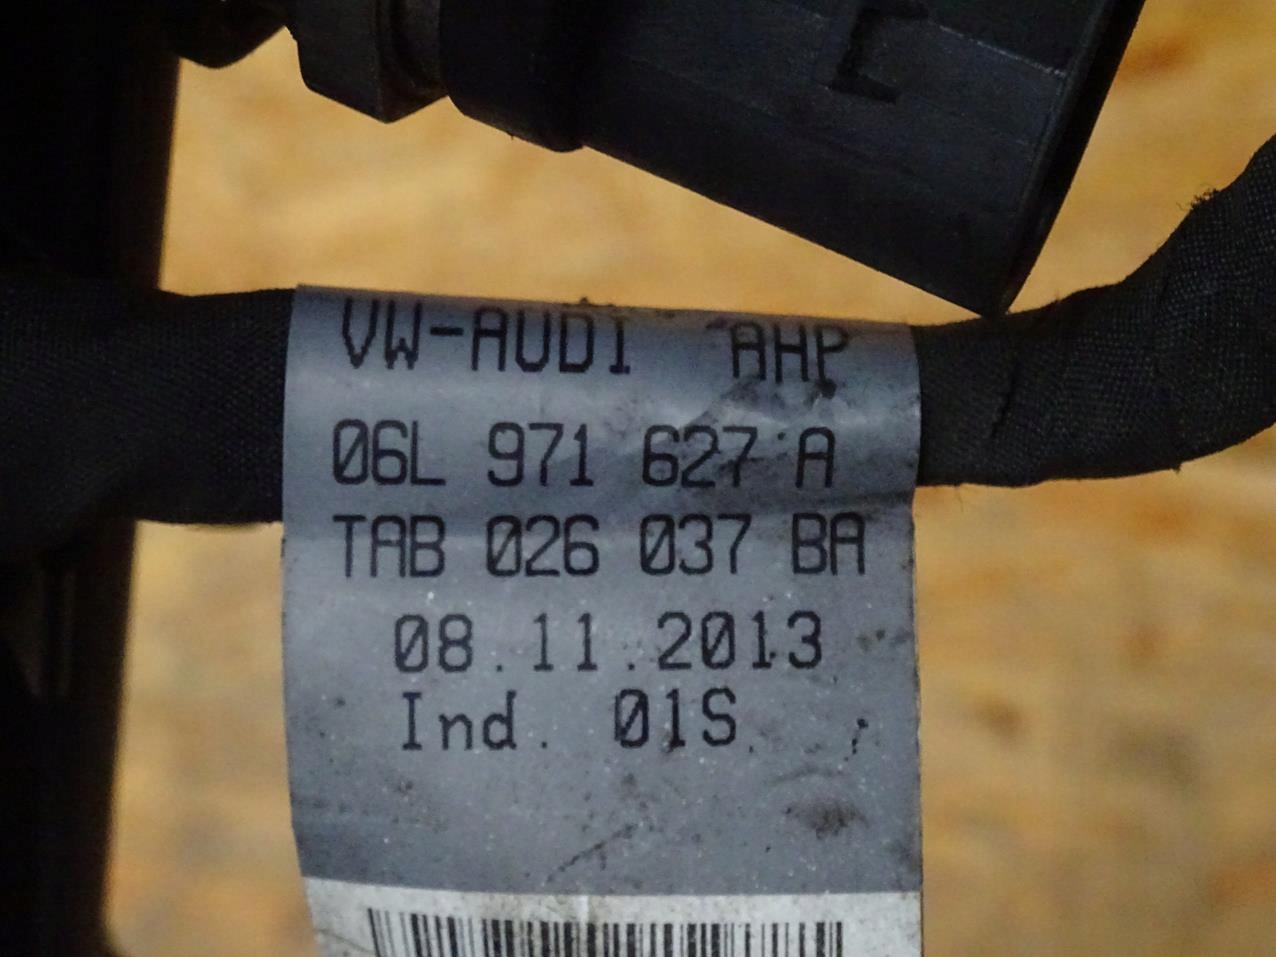 VW-AUDI AHP
06L 971 627 A
TAB 026 037 BA
08.11.2013
Ind. 01S